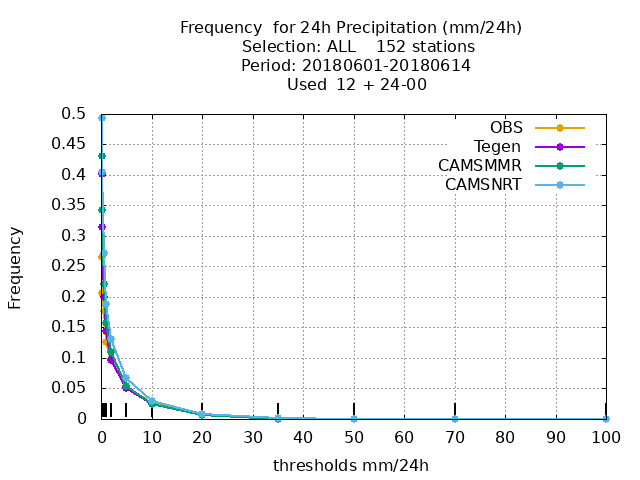 Frequency  for 24h Precipitation (mm/24h)
Selection: ALL    152 stations
Period: 20180601-20180614
Used  12 + 24-00
OBS
Tegen
CAMSMMR
CAMSNRT
0.5
0.45
0.4
0.35
0.3
0.25
0.2
0.15
0.1
0.05
0
Frequency
0 10 20 30 40 50 60 70 80 90 100
thresholds mm/24h